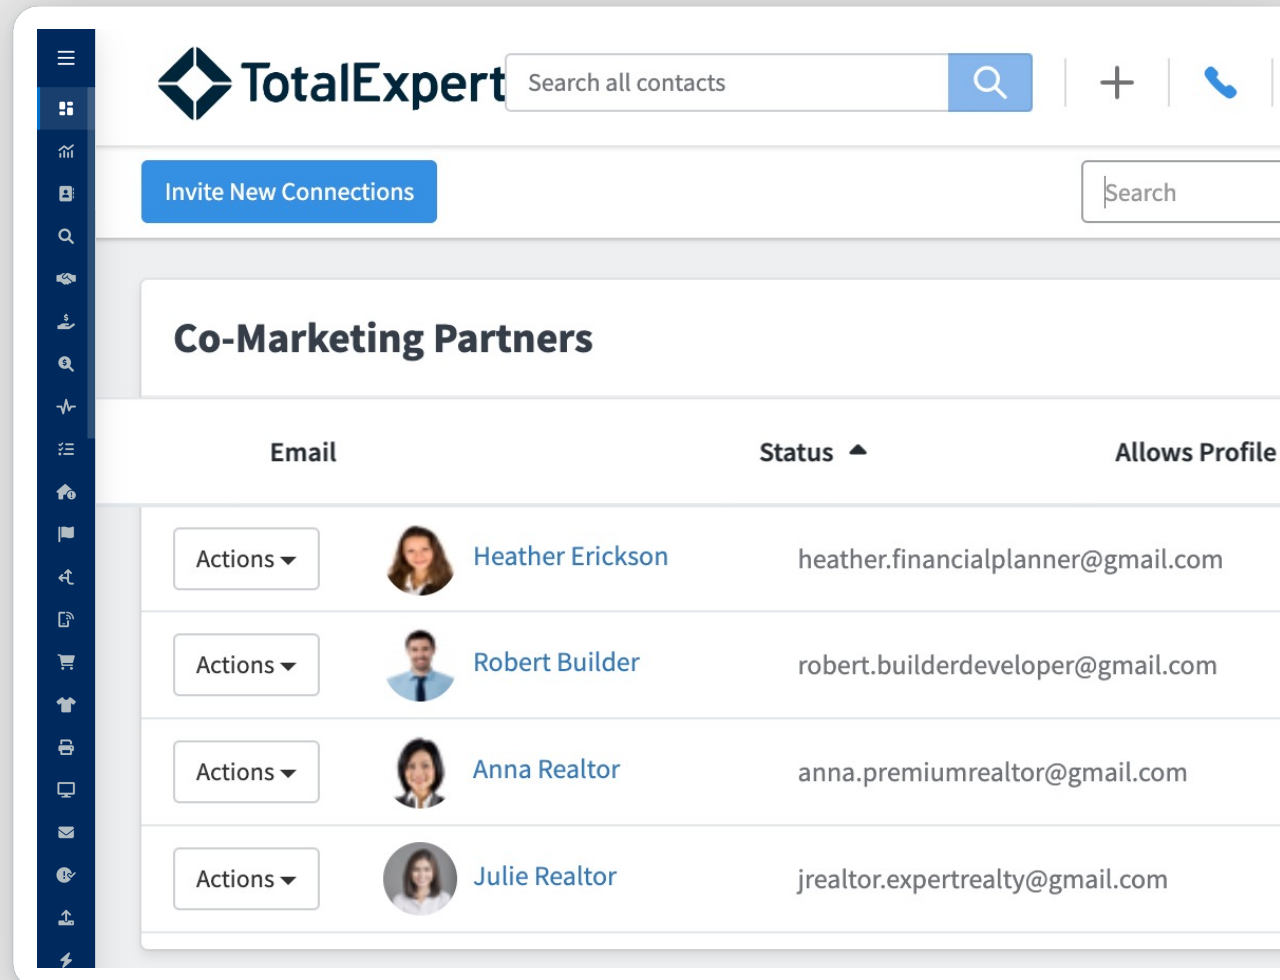 TotalExpert
Search all contacts
Invite New Connections
Search
Co-Marketing Partners
Email Status Allows Profile
Actions Heather Erickson heather.financialplanner@gmail.com
Actions Robert Builder robert.builderdeveloper@gmail.com
Actions Anna Realtor anna.premiumrealtor@gmail.com
Actions Julie Realtor jrealtor.expertrealty@gmail.com